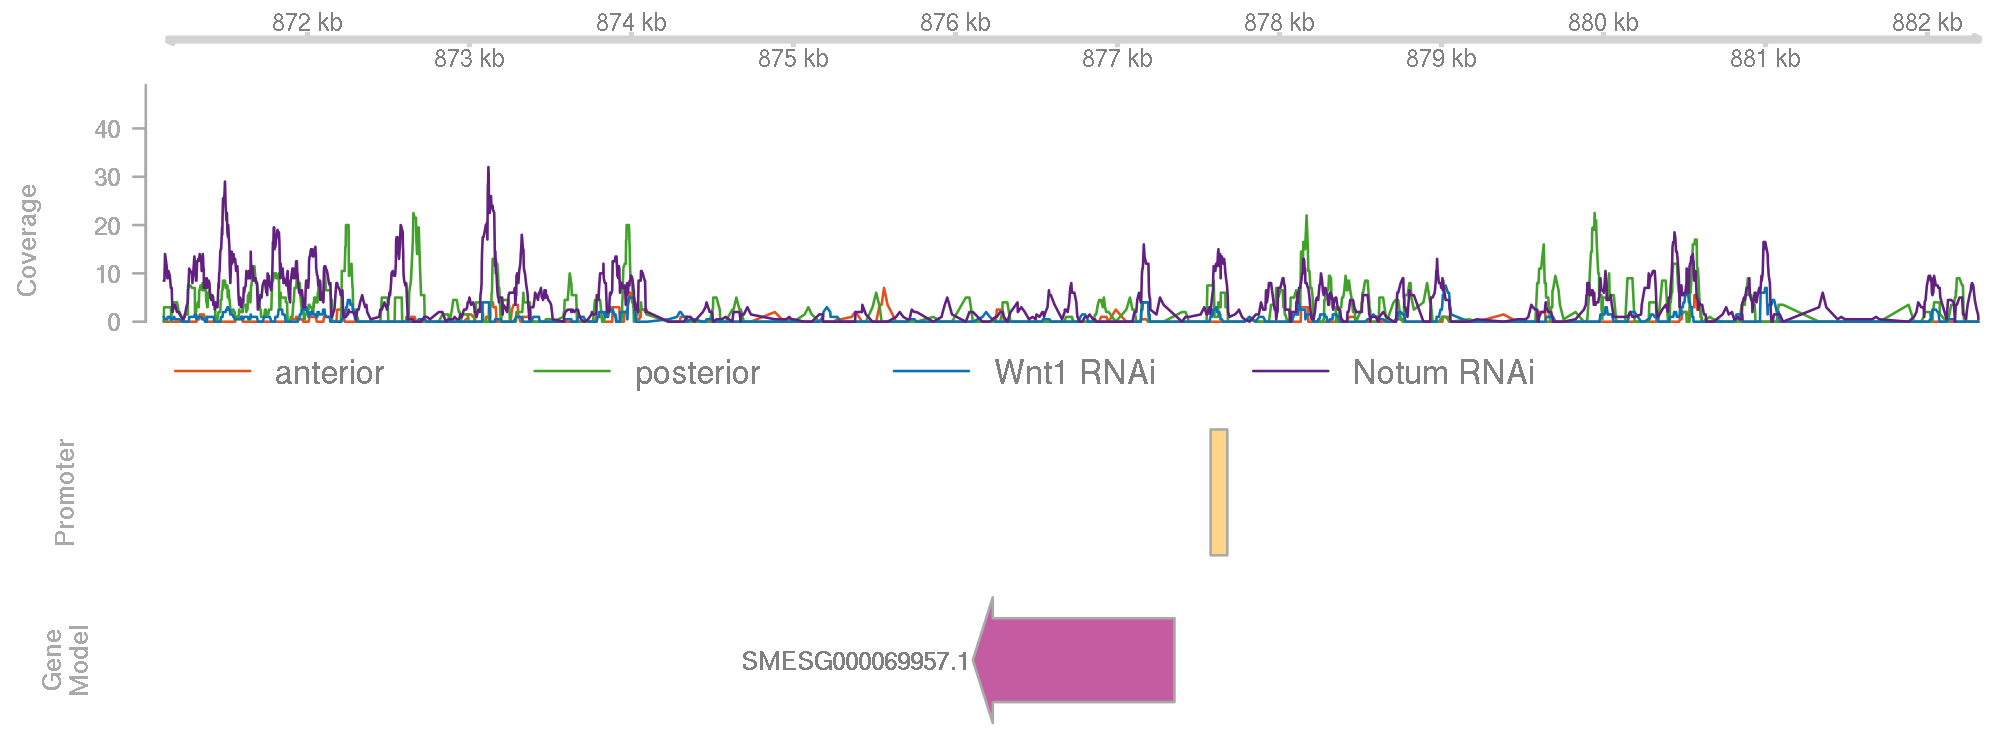 872 kb 874 kb 876 kb 878 kb 880 kb 882 kb
873 kb 875 kb 877 kb 879 kb 881 kb
Coverage
40
30
20
10
0
anterior posterior Wnt1 RNAi Notum RNAi
Promoter
Gene
Model
SMESG000069957.1